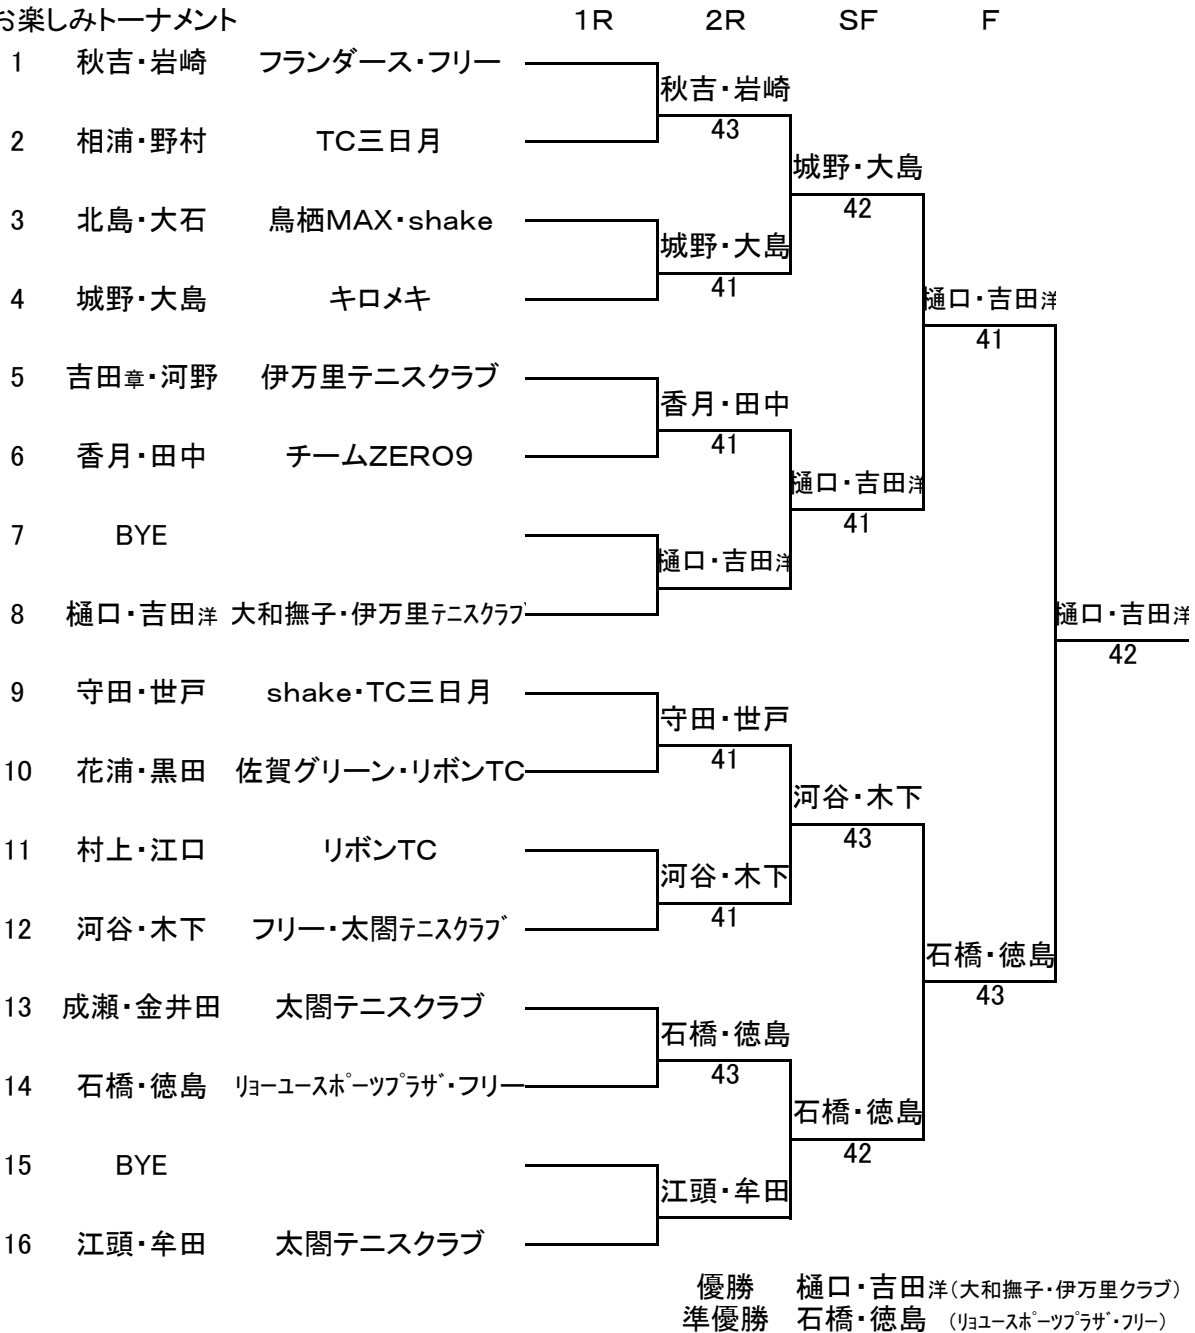 お楽しみトーナメント 1R 2R SF F
1 秋吉・岩崎 フランダース・フリー
秋吉・岩崎
43
2 相浦・野村 TC三日月
城野・大島
42
3 北島・大石 鳥栖MAX・shake
城野・大島
41
4 城野・大島 キロメキ
樋口・吉田洋
41
5 吉田章・河野 伊万里テニスクラブ
香月・田中
41
6 香月・田中 チームZERO9
樋口・吉田洋
41
7 BYE
樋口・吉田洋
8 樋口・吉田洋 大和撫子・伊万里テニスクラブ
樋口・吉田洋
42
9 守田・世戸 shake・TC三日月
守田・世戸
41
10 花浦・黒田 佐賀グリーン・リボンTC
河谷・木下
43
11 村上・江口 リボンTC
河谷・木下
41
12 河谷・木下 フリー・太閤テニスクラブ
石橋・徳島
43
13 成瀬・金井田 太閤テニスクラブ
石橋・徳島
43
14 石橋・徳島 リョーユースポーツプラザ・フリー
石橋・徳島
42
15 BYE
江頭・牟田
16 江頭・牟田 太閤テニスクラブ
優勝 樋口・吉田洋(大和撫子・伊万里クラブ)
準優勝 石橋・徳島 (リョユースポーツプラザ・フリー)